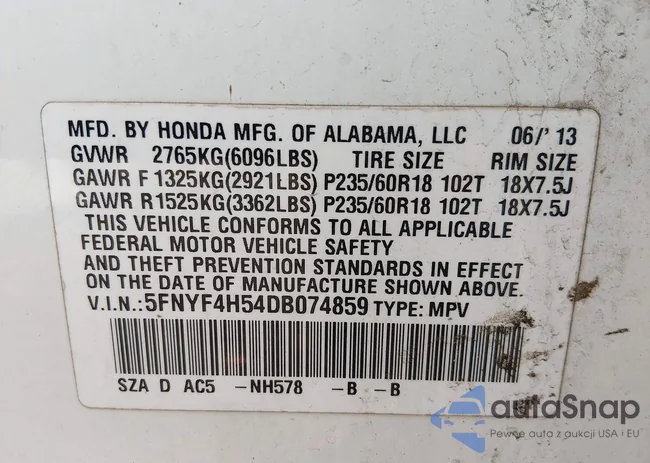 MFD. BY HONDA MFG. OF ALABAMA, LLC 06/' 13
GVWR 2765KG(6096LBS) TIRE SIZE RIM SIZE
GAWR F 1325KG(2921LBS) P235/60R18 102T 18X7.5J
GAWR R1525KG(3362LBS) P235/60R18 102T 18X7.5J
THIS VEHICLE CONFORMS TO ALL APPLICABLE
FEDERAL MOTOR VEHICLE SAFETY
AND THEFT PREVENTION STANDARDS IN EFFECT
ON THE DATE OF MANUFACTURE SHOWN ABOVE.
V.I.N.:5FNYF4H54DB074859 TYPE: MPV
SZA D AC5 -NH578 -B -B
autoSnap
Pewne auta z aukcji USA i EU